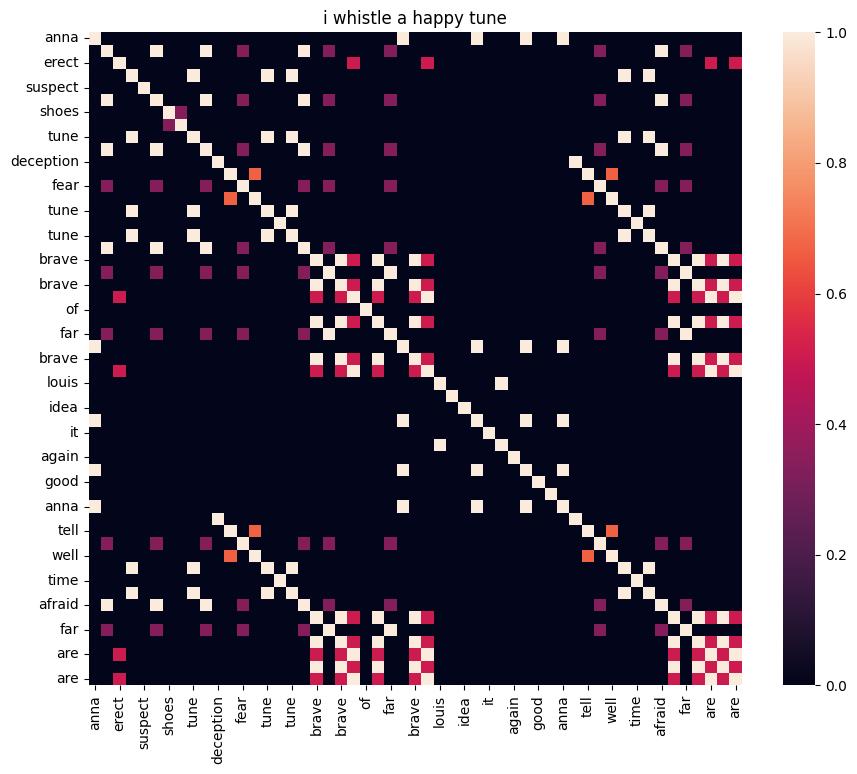 i whistle a happy tune
anna
erect
suspect
shoes
tune
deception
fear
tune
tune
brave
brave
of
far
brave
louis
idea
it
again
good
anna
tell
well
time
afraid
far
are
are
1.0
0.8
0.6
0.4
0.2
0.0
anna
erect
suspect
shoes
tune
deception
fear
tune
tune
brave
brave
of
far
brave
louis
idea
it
again
good
anna
tell
well
time
afraid
far
are
are